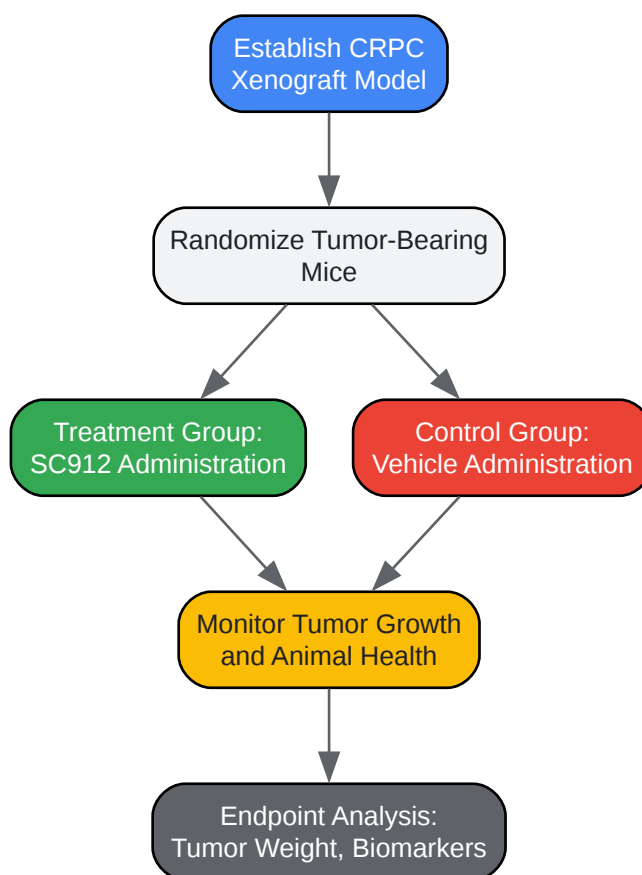 Establish CRPC
Xenograft Model
Randomize Tumor-Bearing
Mice
Treatment Group:
SC912 Administration
Control Group:
Vehicle Administration
Monitor Tumor Growth
and Animal Health
Endpoint Analysis:
Tumor Weight, Biomarkers